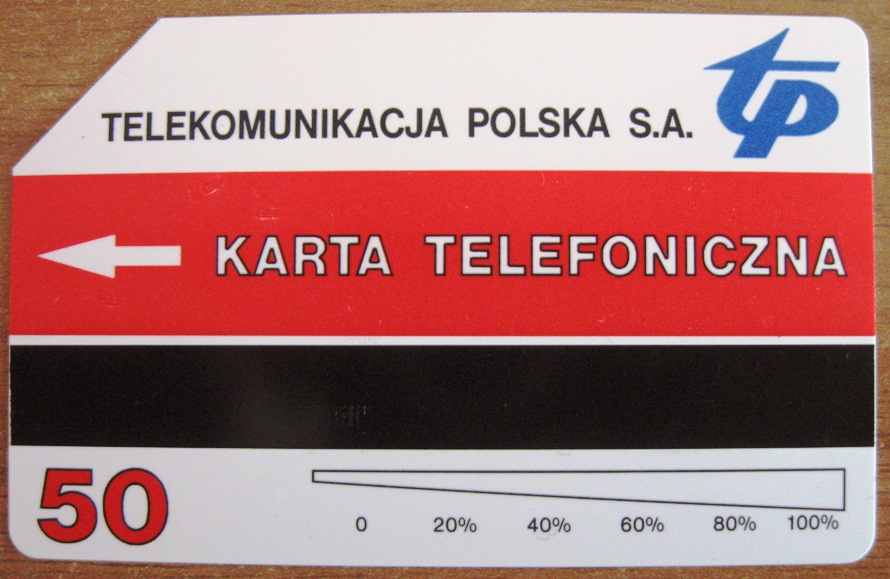 TELEKOMUNIKACJA POLSKA S.A.
tp
KARTA TELEFONICZNA
50
0 20% 40% 60% 80% 100%